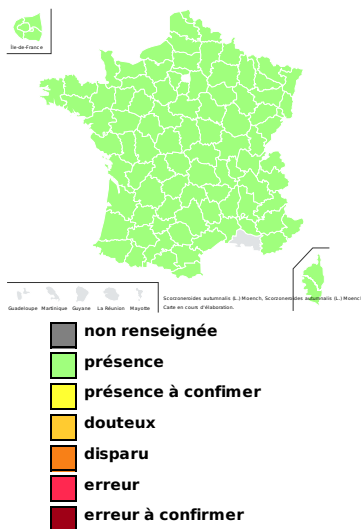 Île-de-France
Guadeloupe Martinique Guyane La Réunion Mayotte
Scorzoneroides autumnalis (L.) Moench, Scorzoneroides autumnalis (L.) Moench
Carte en cours d'élaboration.
non renseignée
présence
présence à confimer
douteux
disparu
erreur
erreur à confirmer